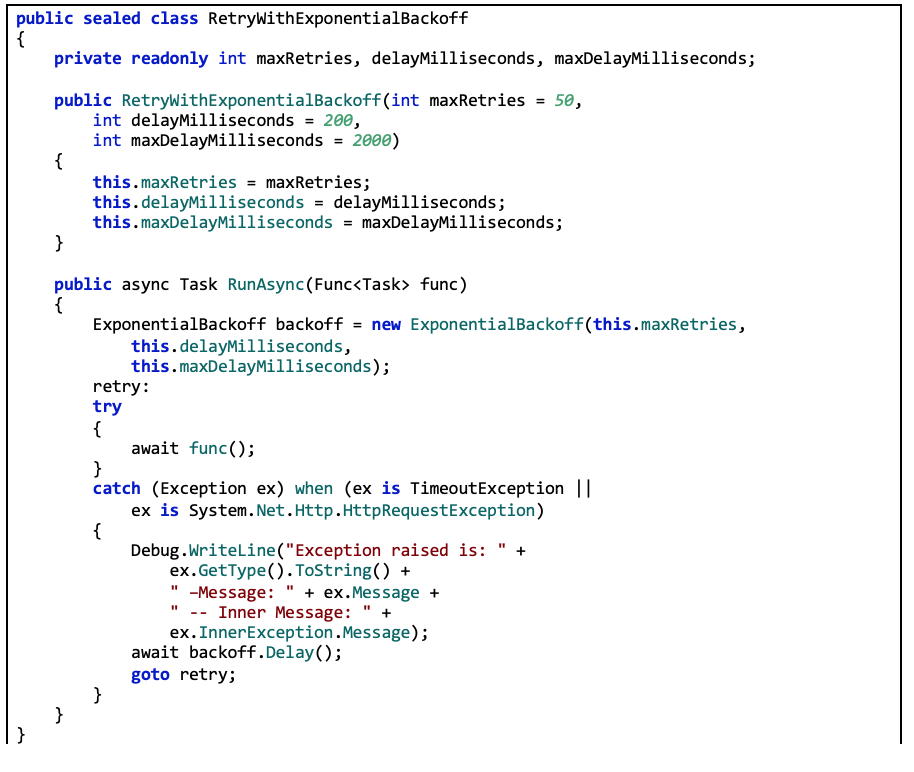 public sealed class RetryWithExponentialBackoff
{
    private readonly int maxRetries, delayMilliseconds, maxDelayMilliseconds;

    public RetryWithExponentialBackoff(int maxRetries = 50,
        int delayMilliseconds = 200,
        int maxDelayMilliseconds = 2000)
    {
        this.maxRetries = maxRetries;
        this.delayMilliseconds = delayMilliseconds;
        this.maxDelayMilliseconds = maxDelayMilliseconds;
    }

    public async Task RunAsync(Func<Task> func)
    {
        ExponentialBackoff backoff = new ExponentialBackoff(this.maxRetries,
            this.delayMilliseconds,
            this.maxDelayMilliseconds);
        retry:
        try
        {
            await func();
        }
        catch (Exception ex) when (ex is TimeoutException ||
            ex is System.Net.Http.HttpRequestException)
        {
            Debug.WriteLine("Exception raised is: " +
                ex.GetType().ToString() +
                " –Message: " + ex.Message +
                " -- Inner Message: " +
                ex.InnerException.Message);
            await backoff.Delay();
            goto retry;
        }
    }
}